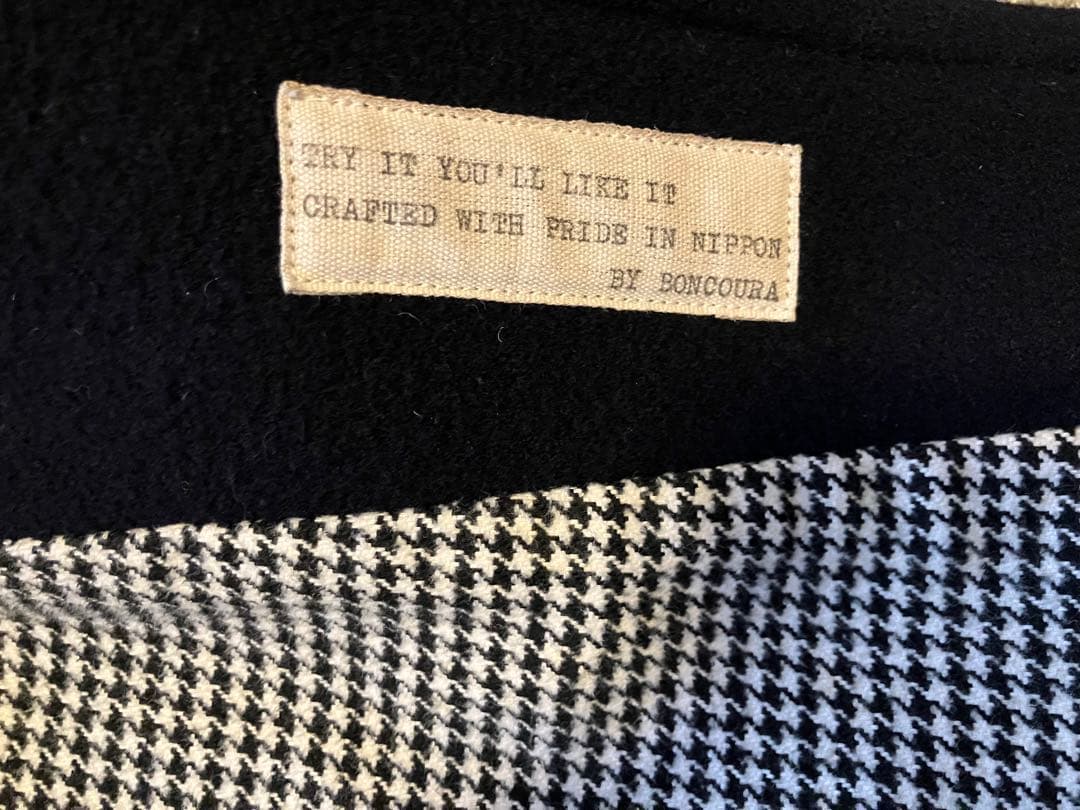 TRY IT YOU'LL LIKE IT
CRAFTED WITH PRIDE IN NIPPON
BY BONCOURA